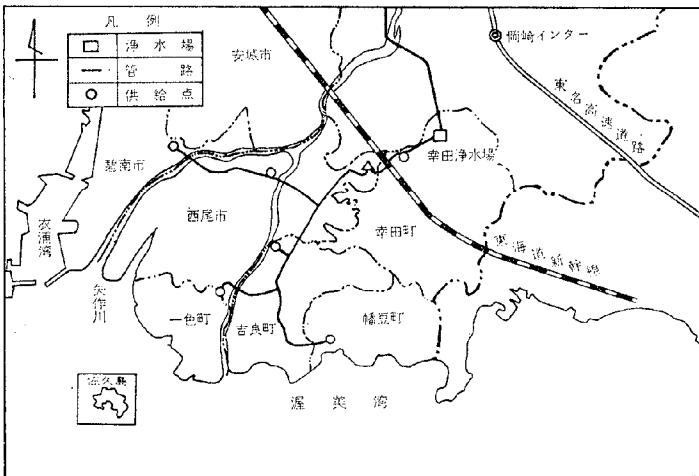 凡例
浄水場
管路
供給点
安城市
岡崎インター
東名高速道路
碧南市
幸田浄水場
西尾市
衣浦湾
幸田町
東海道新幹線
矢作川
一色町
吉良町
幡豆町
佐久島
渥美湾